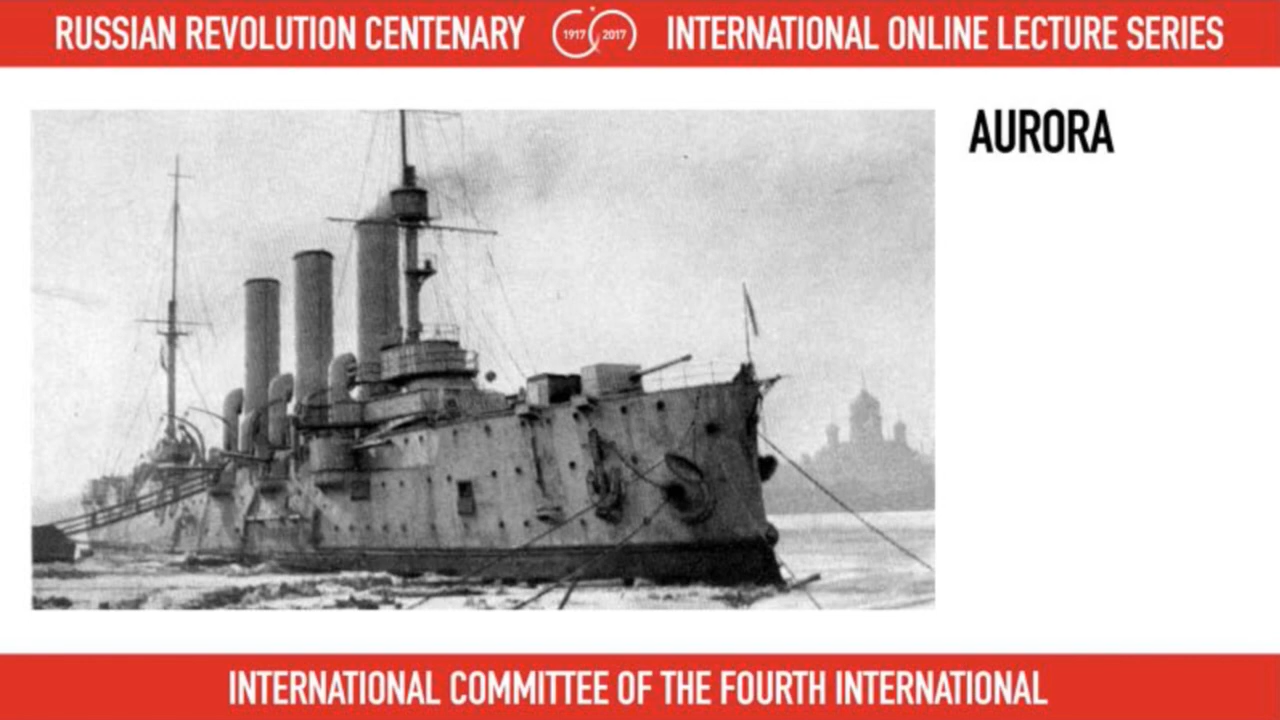 RUSSIAN REVOLUTION CENTENARY 1917 2017 INTERNATIONAL ONLINE LECTURE SERIES
AURORA
INTERNATIONAL COMMITTEE OF THE FOURTH INTERNATIONAL